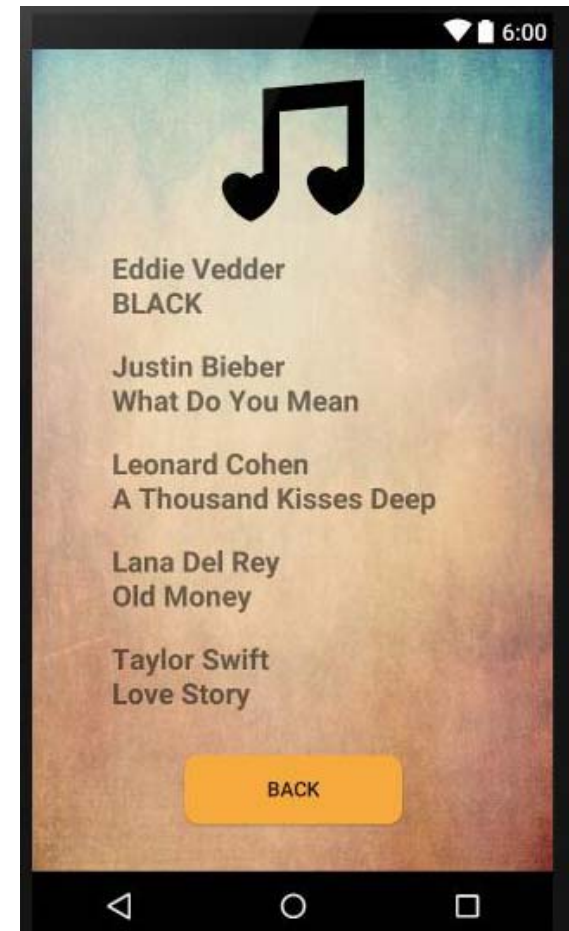 6:00
Eddie Vedder
BLACK
Justin Bieber
What Do You Mean
Leonard Cohen
A Thousand Kisses Deep
Lana Del Rey
Old Money
Taylor Swift
Love Story
BACK